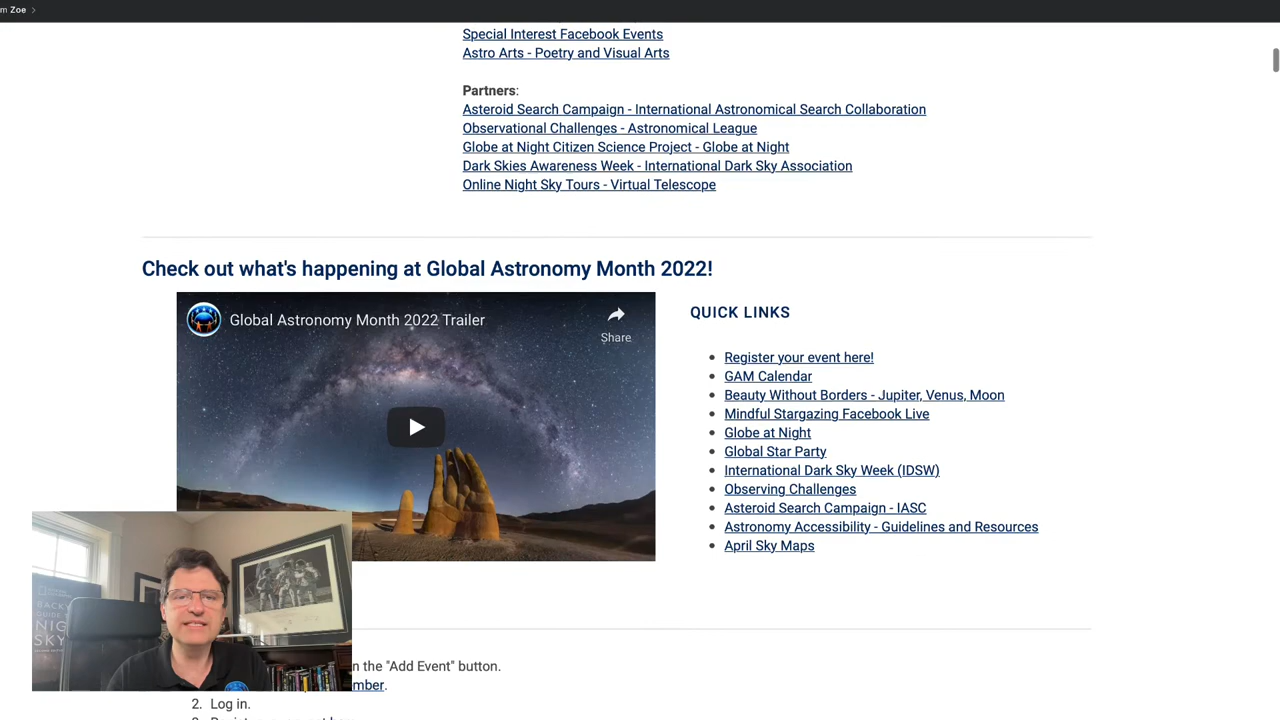 m Zoe
Special Interest Facebook Events
Astro Arts - Poetry and Visual Arts
Partners:
Asteroid Search Campaign - International Astronomical Search Collaboration
Observational Challenges - Astronomical League
Globe at Night Citizen Science Project - Globe at Night
Dark Skies Awareness Week - International Dark Sky Association
Online Night Sky Tours - Virtual Telescope
Check out what's happening at Global Astronomy Month 2022!
Global Astronomy Month 2022 Trailer
Share
QUICK LINKS
Register your event here!
GAM Calendar
Beauty Without Borders - Jupiter, Venus, Moon
Mindful Stargazing Facebook Live
Globe at Night
Global Star Party
International Dark Sky Week (IDSW)
Observing Challenges
Asteroid Search Campaign - IASC
Astronomy Accessibility - Guidelines and Resources
April Sky Maps
BACKY
GUIDE T
NIG
SKY
n the "Add Event" button.
mber.
2. Log in.